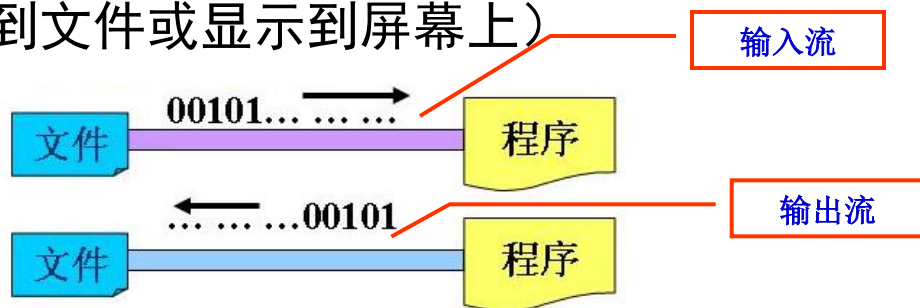 到文件或显示到屏幕上）
输入流
00101… … …
文件
程序
输出流
… … …00101
文件
程序